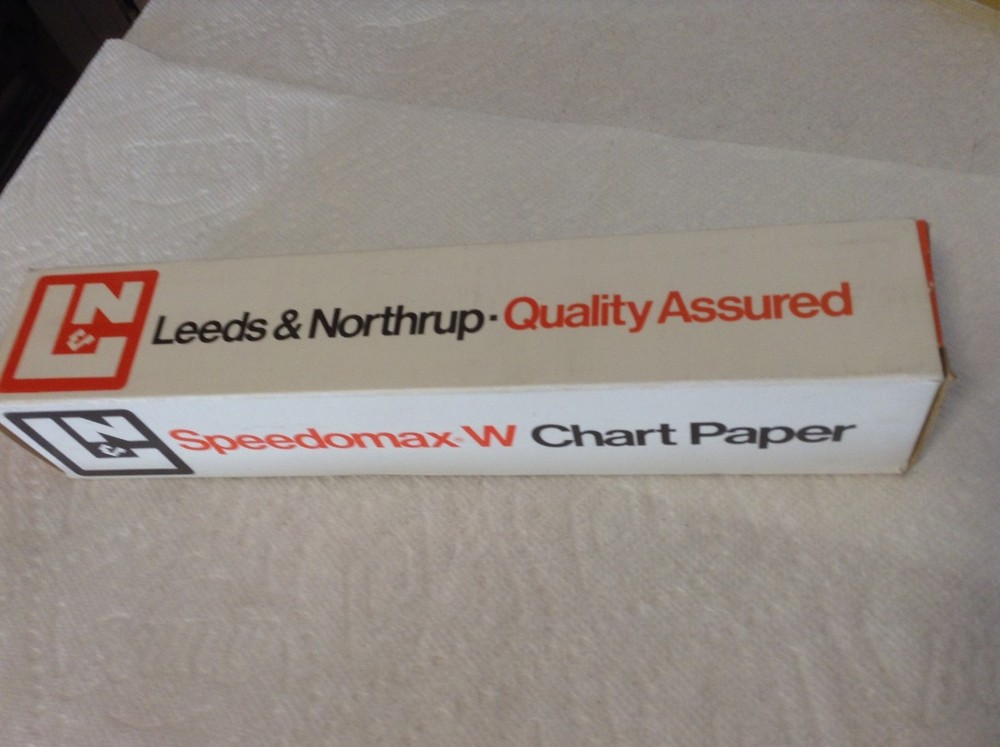 L&N Leeds & Northrup · Quality Assured
L&N Speedomax® W Chart Paper